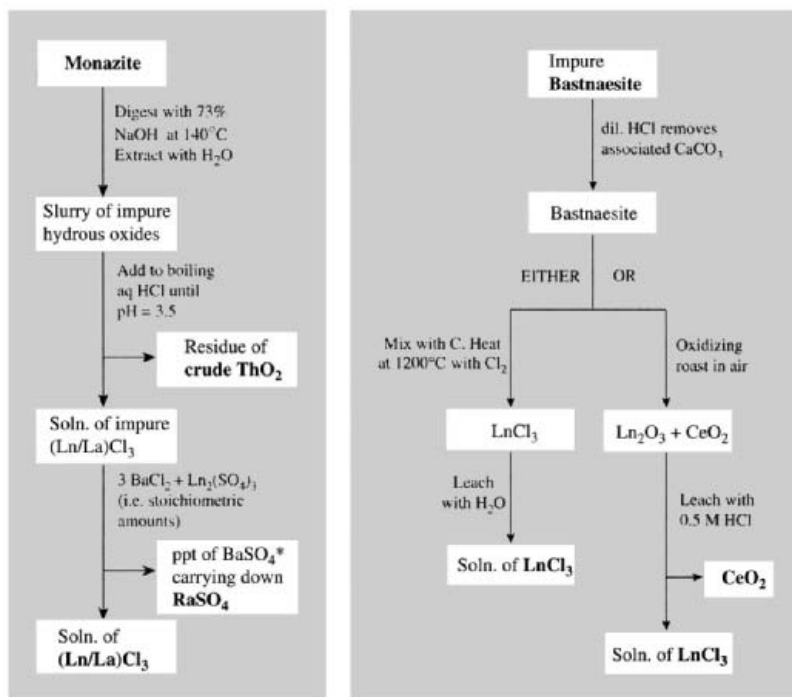 Monazite
Digest with 73%
NaOH at 140°C
Extract with H₂O
Slurry of impure
hydrous oxides
Add to boiling
aq HCl until
pH = 3.5
Residue of
crude ThO₂
Soln. of impure
(Ln/La)Cl₃
3 BaCl₂ + Ln₂(SO₄)₃
(i.e. stoichiometric
amounts)
ppt of BaSO₄*
carrying down
RaSO₄
Soln. of
(Ln/La)Cl₃
Impure
Bastnaesite
dil. HCl removes
associated CaCO₃
Bastnaesite
EITHER OR
Mix with C. Heat
at 1200°C with Cl₂
LnCl₃
Leach
with H₂O
Soln. of LnCl₃
Oxidizing
roast in air
Ln₂O₃ + CeO₂
Leach with
0.5 M HCl
CeO₂
Soln. of LnCl₃